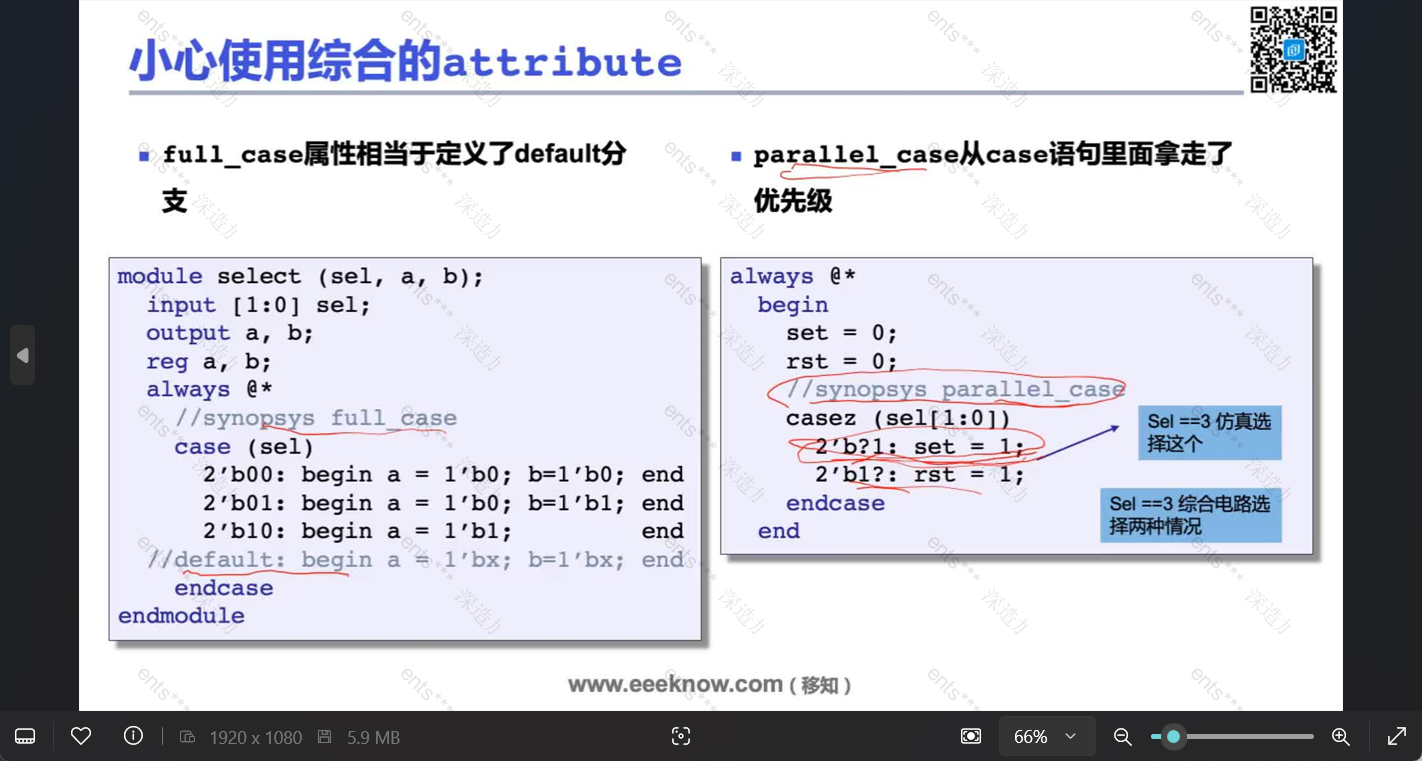 小心使用综合的attribute
full_case属性相当于定义了default分
支
parallel_case从case语句里面拿走了
优先级
module select (sel, a, b);
input [1:0] sel;
output a, b;
reg a, b;
always @*
//synopsys full_case
case (sel)
2’b00: begin a = 1’b0; b=1’b0; end
2’b01: begin a = 1’b0; b=1’b1; end
2’b10: begin a = 1’b1; end
//default: begin a = 1’bx; b=1’bx; end
endcase
endmodule
always @*
begin
set = 0;
rst = 0;
//synopsys parallel_case
casez (sel[1:0])
2’b?1: set = 1;
2’b1?: rst = 1;
endcase
end
Sel ==3 仿真选
择这个
Sel ==3 综合电路选
择两种情况
www.eeeknow.com ( 移知 )
1920 x 1080
5.9 MB
66%